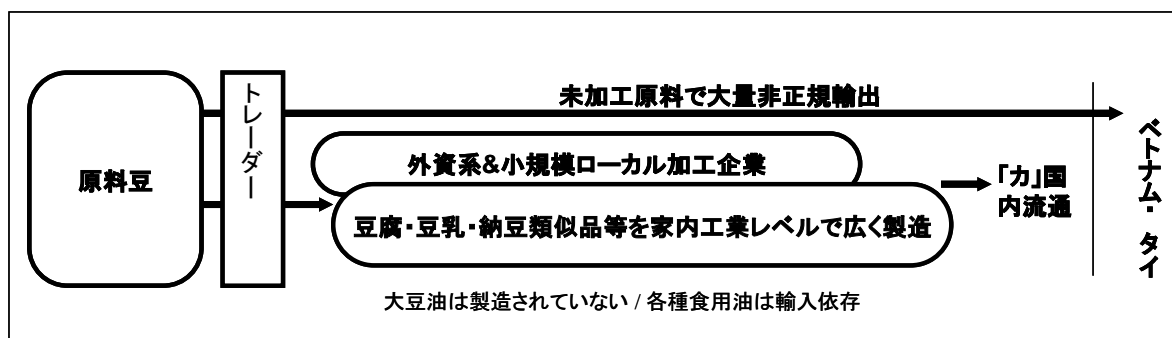 原料豆
トレーダー
未加工原料で大量非正規輸出
外資系&小規模ローカル加工企業
豆腐・豆乳・納豆類似品等を家内工業レベルで広く製造
「カ」国
内流通
ベトナム・タイ
大豆油は製造されていない / 各種食用油は輸入依存